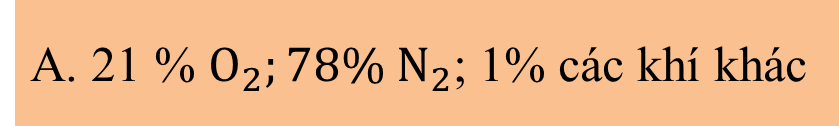 A. 21 % O₂; 78% N₂; 1% các khí khác